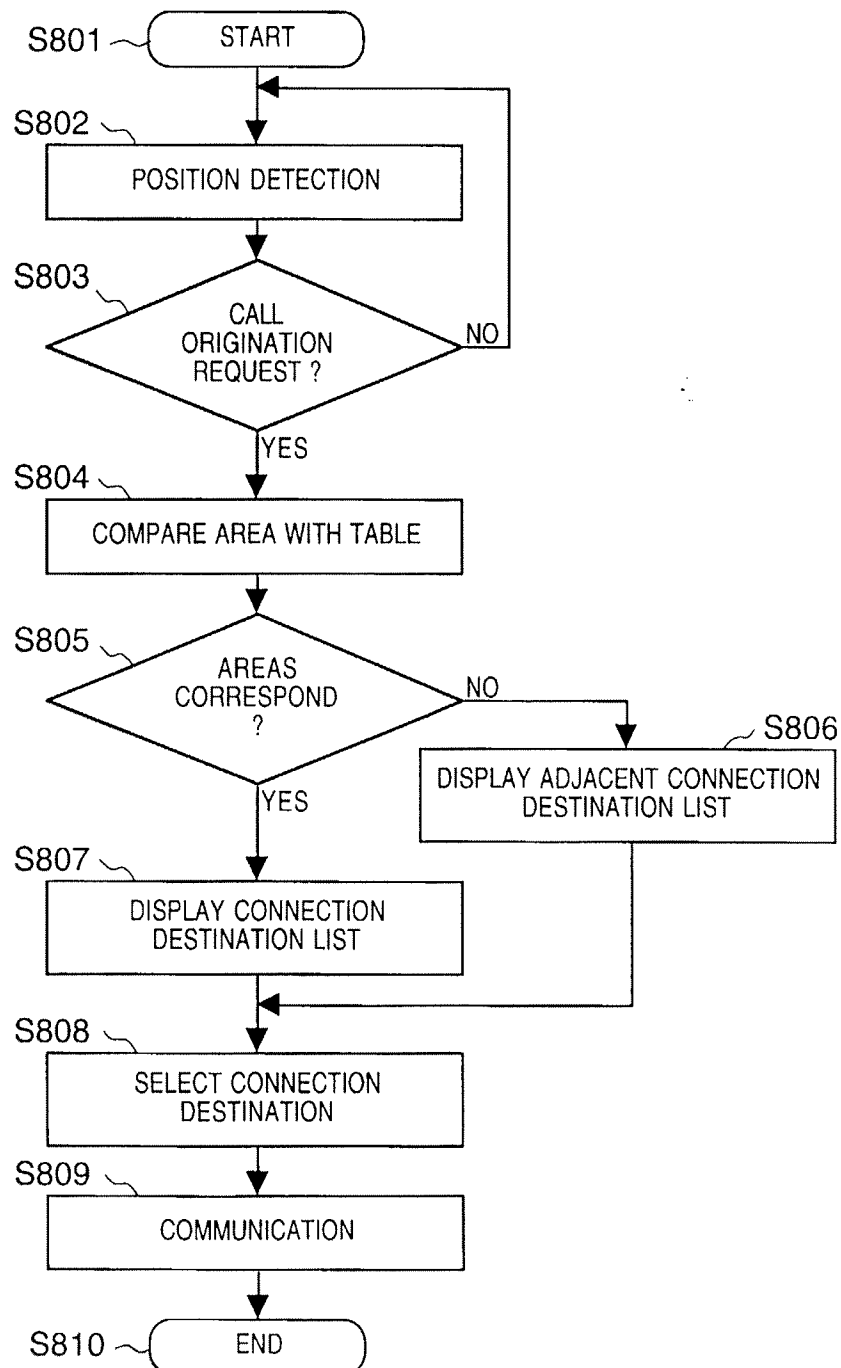 S801
START
S802
POSITION DETECTION
S803
CALL
ORIGINATION
REQUEST ?
NO
YES
S804
COMPARE AREA WITH TABLE
S805
AREAS
CORRESPOND
?
NO
YES
S806
DISPLAY ADJACENT CONNECTION
DESTINATION LIST
S807
DISPLAY CONNECTION
DESTINATION LIST
S808
SELECT CONNECTION
DESTINATION
S809
COMMUNICATION
S810
END